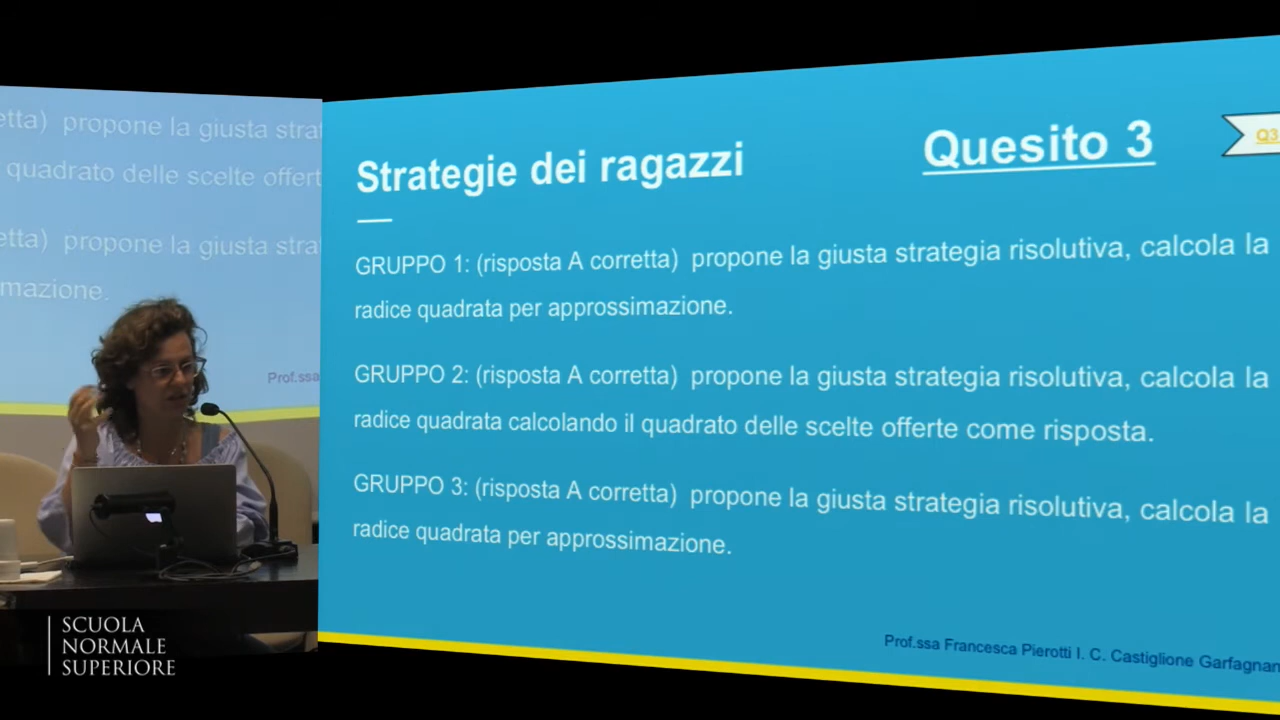 etta) propone la giusta strat
quadrato delle scelte offert
etta) propone la giusta stra
mazione.
Prof.ssa
Strategie dei ragazzi
Quesito 3
Q3
GRUPPO 1: (risposta A corretta) propone la giusta strategia risolutiva, calcola la
radice quadrata per approssimazione.
GRUPPO 2: (risposta A corretta) propone la giusta strategia risolutiva, calcola la
radice quadrata calcolando il quadrato delle scelte offerte come risposta.
GRUPPO 3: (risposta A corretta) propone la giusta strategia risolutiva, calcola la
radice quadrata per approssimazione.
Prof.ssa Francesca Pierotti I. C. Castiglione Garfagnan
SCUOLA
NORMALE
SUPERIORE